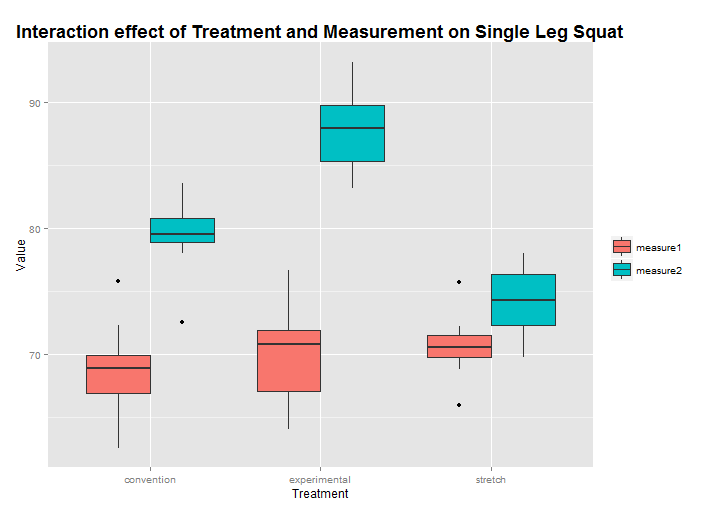 Interaction effect of Treatment and Measurement on Single Leg Squat
90
80
70
Value
convention experimental stretch
Treatment
measure1
measure2